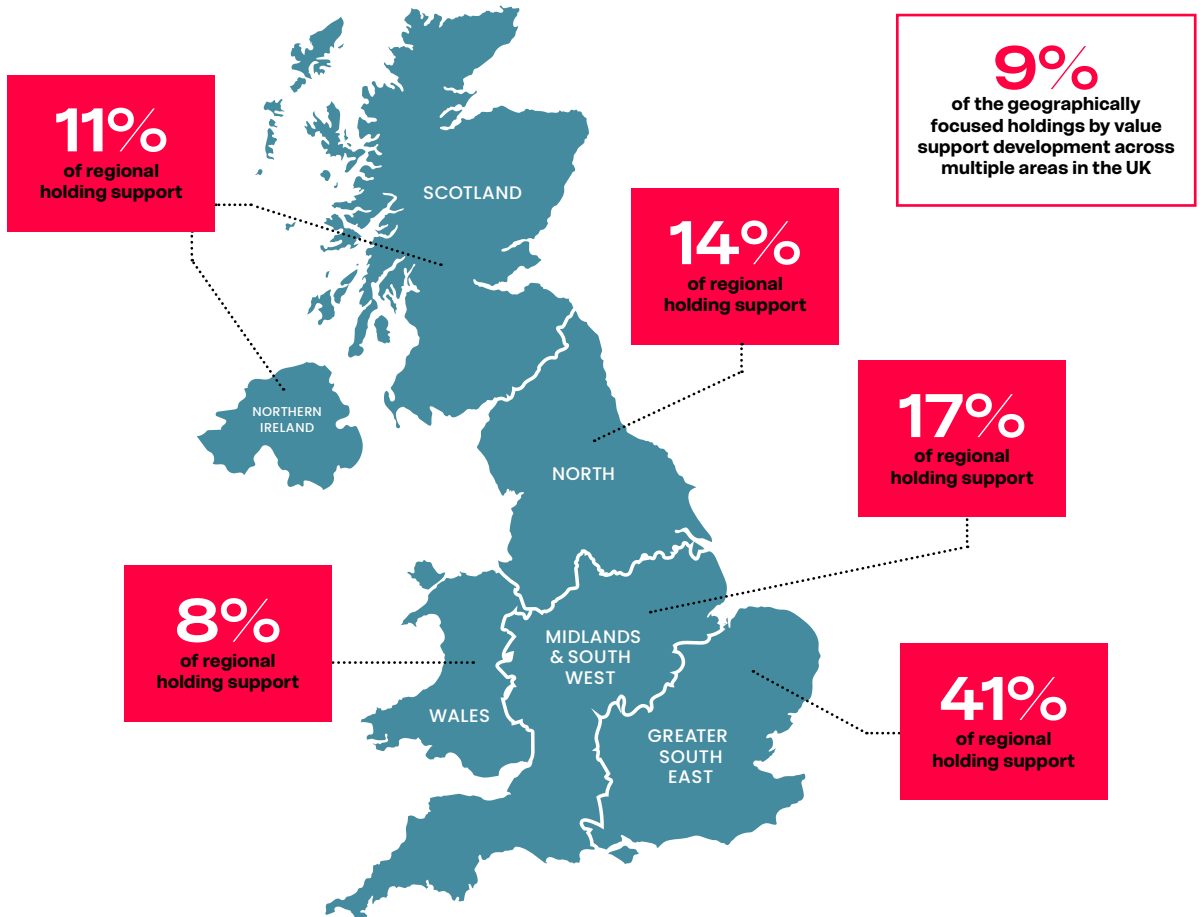 9%
of the geographically
focused holdings by value
support development across
multiple areas in the UK
11%
of regional
holding support
SCOTLAND
14%
of regional
holding support
17%
of regional
holding support
NORTHERN
IRELAND
NORTH
8%
of regional
holding support
MIDLANDS
& SOUTH
WEST
WALES
41%
of regional
holding support
GREATER
SOUTH
EAST